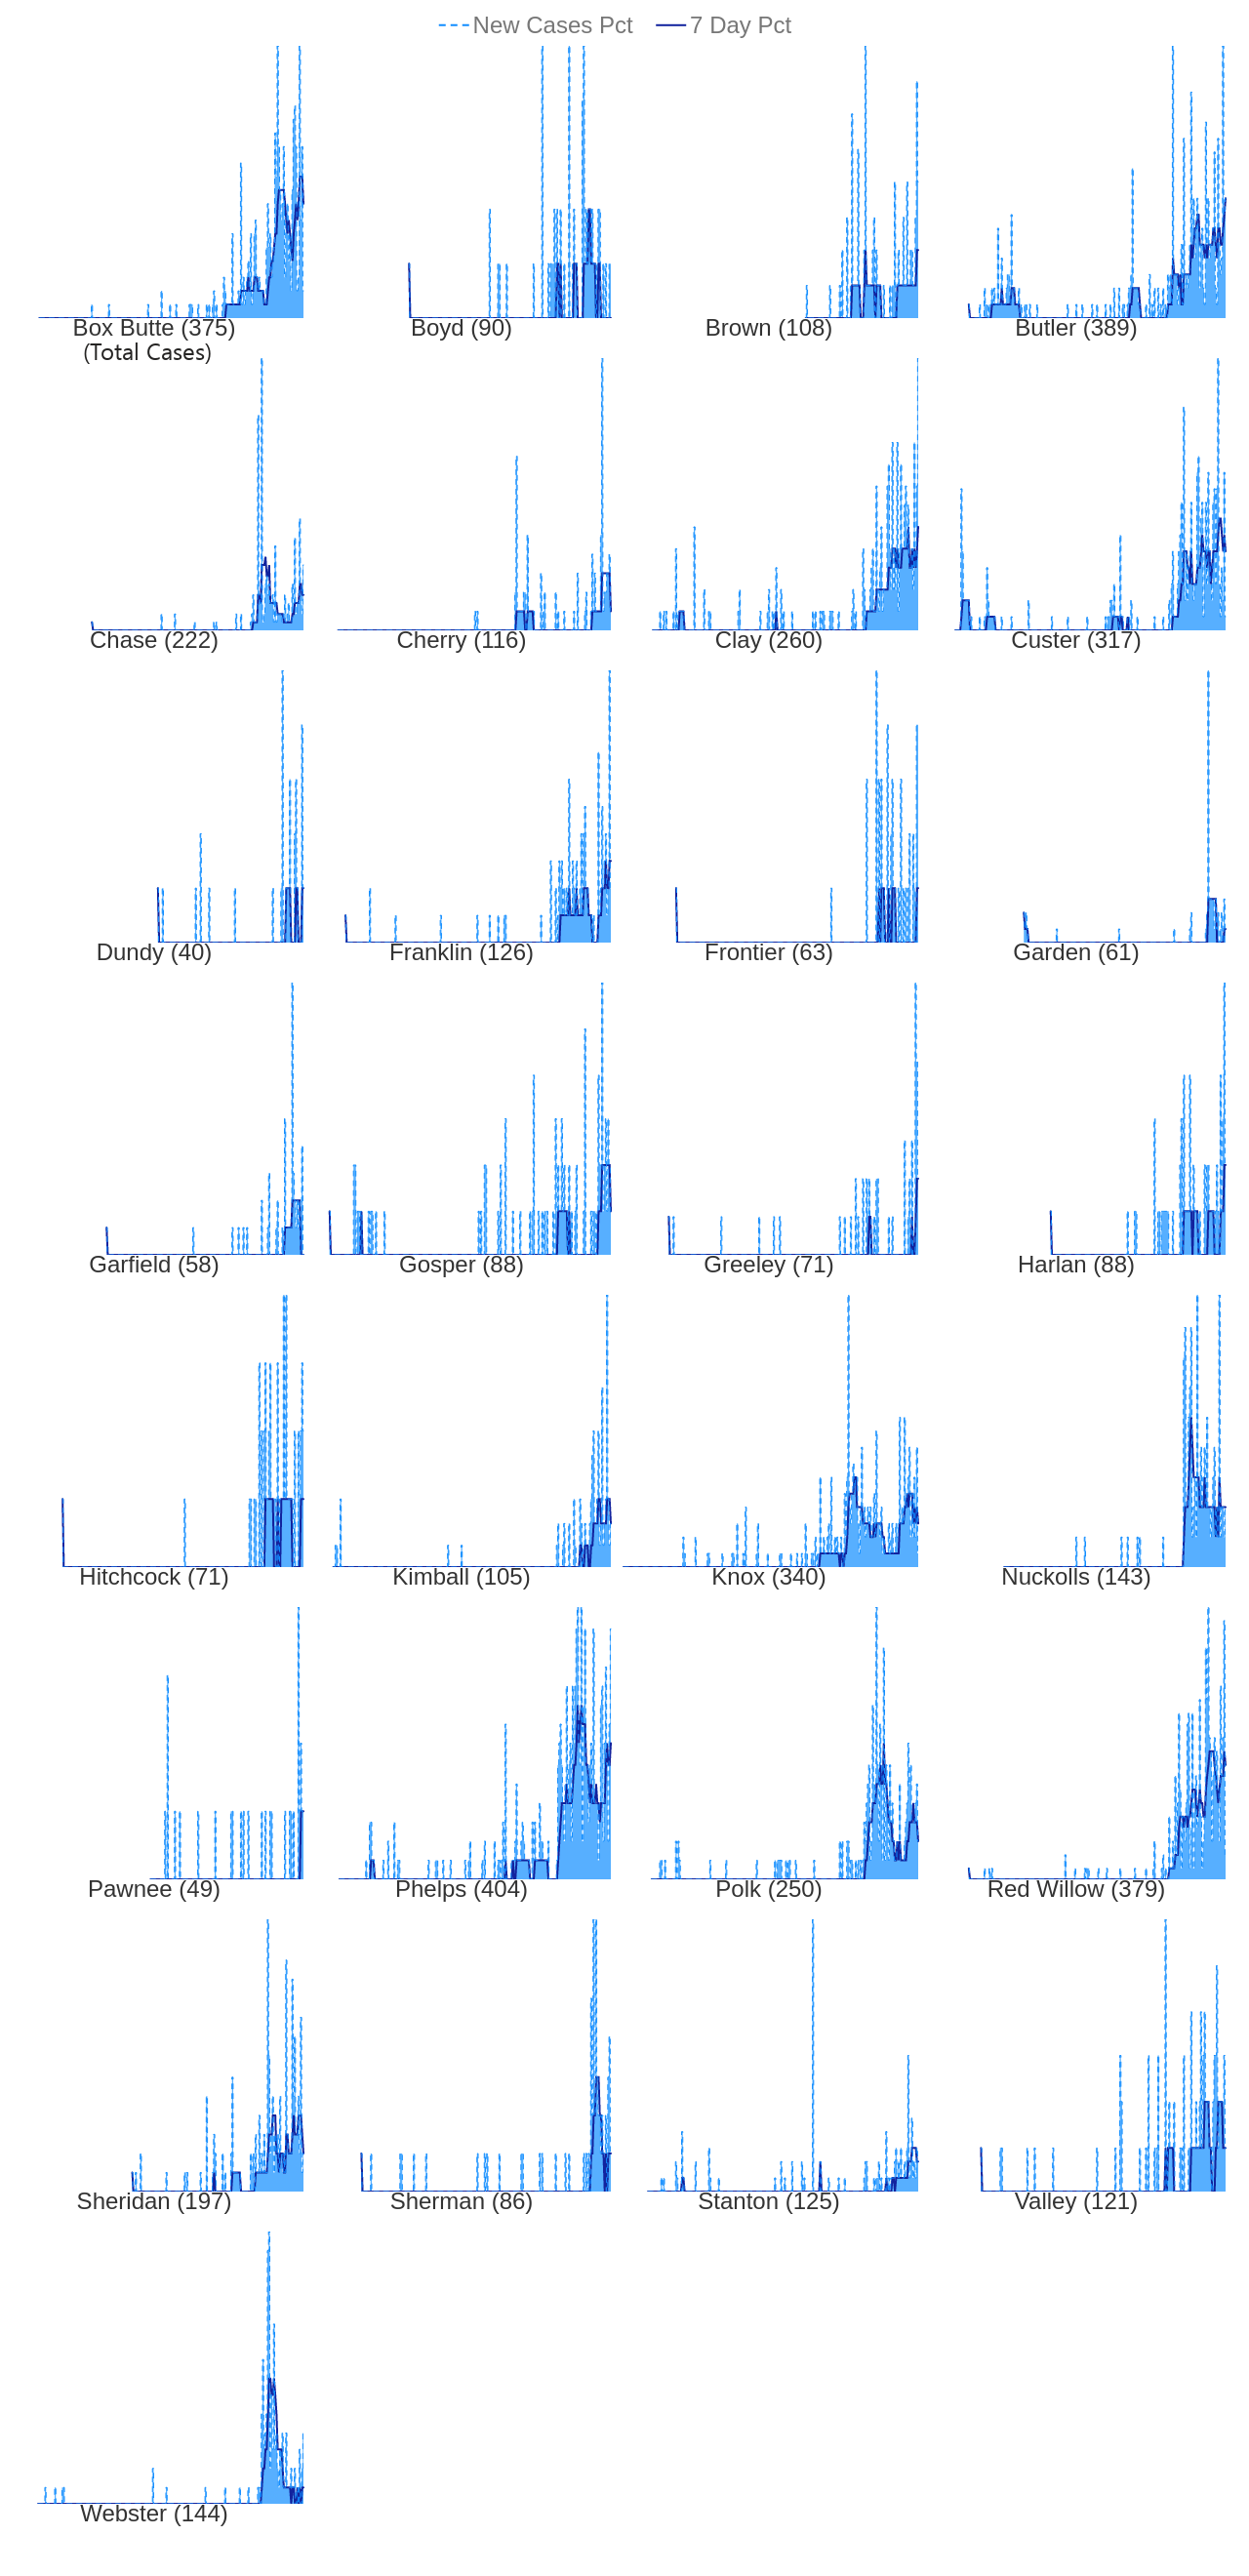 New Cases Pct 7 Day Pct
Box Butte (375) Boyd (90) Brown (108) Butler (389)
(Total Cases)
Chase (222) Cherry (116) Clay (260) Custer (317)
Dundy (40) Franklin (126) Frontier (63) Garden (61)
Garfield (58) Gosper (88) Greeley (71) Harlan (88)
Hitchcock (71) Kimball (105) Knox (340) Nuckolls (143)
Pawnee (49) Phelps (404) Polk (250) Red Willow (379)
Sheridan (197) Sherman (86) Stanton (125) Valley (121)
Webster (144)